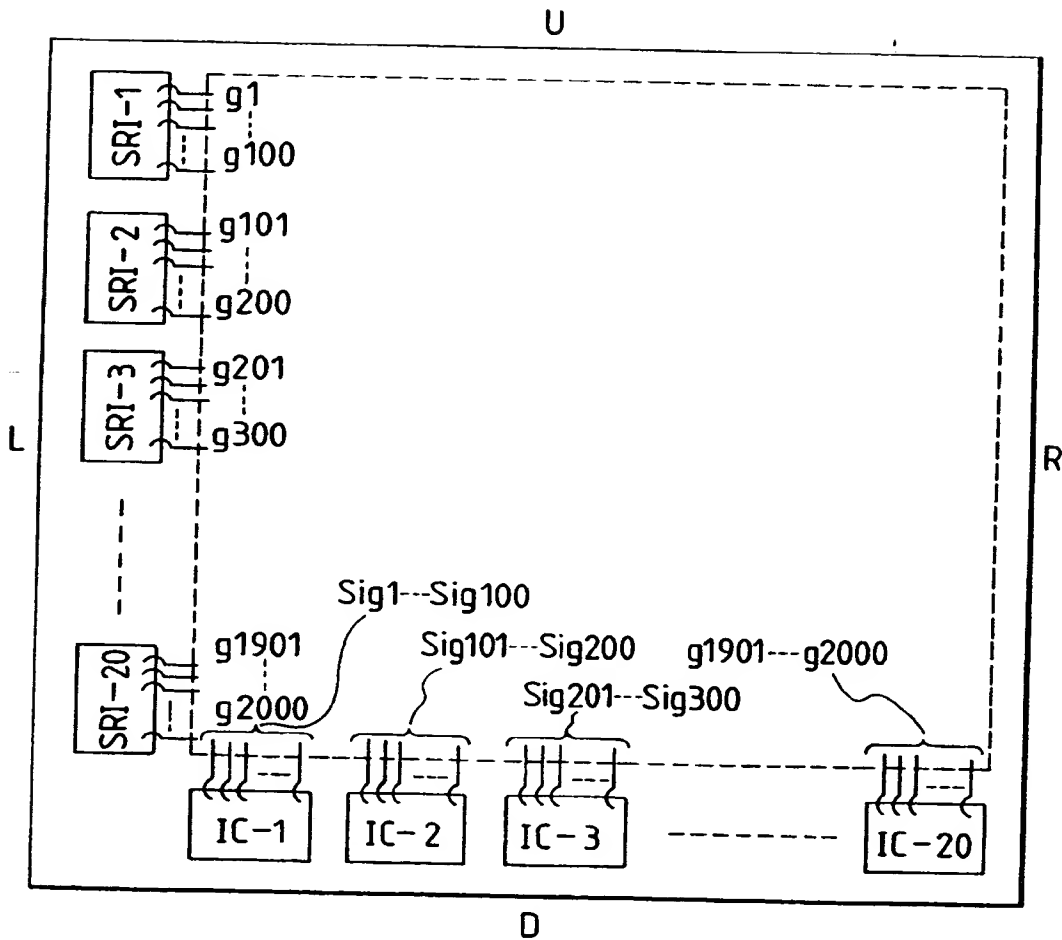 U
SRI-1
g1
g100
SRI-2
g101
g200
SRI-3
g201
g300
L
R
SRI-20
g1901
g2000
Sig1---Sig100
Sig101---Sig200
Sig201---Sig300
g1901---g2000
IC-1
IC-2
IC-3
IC-20
D